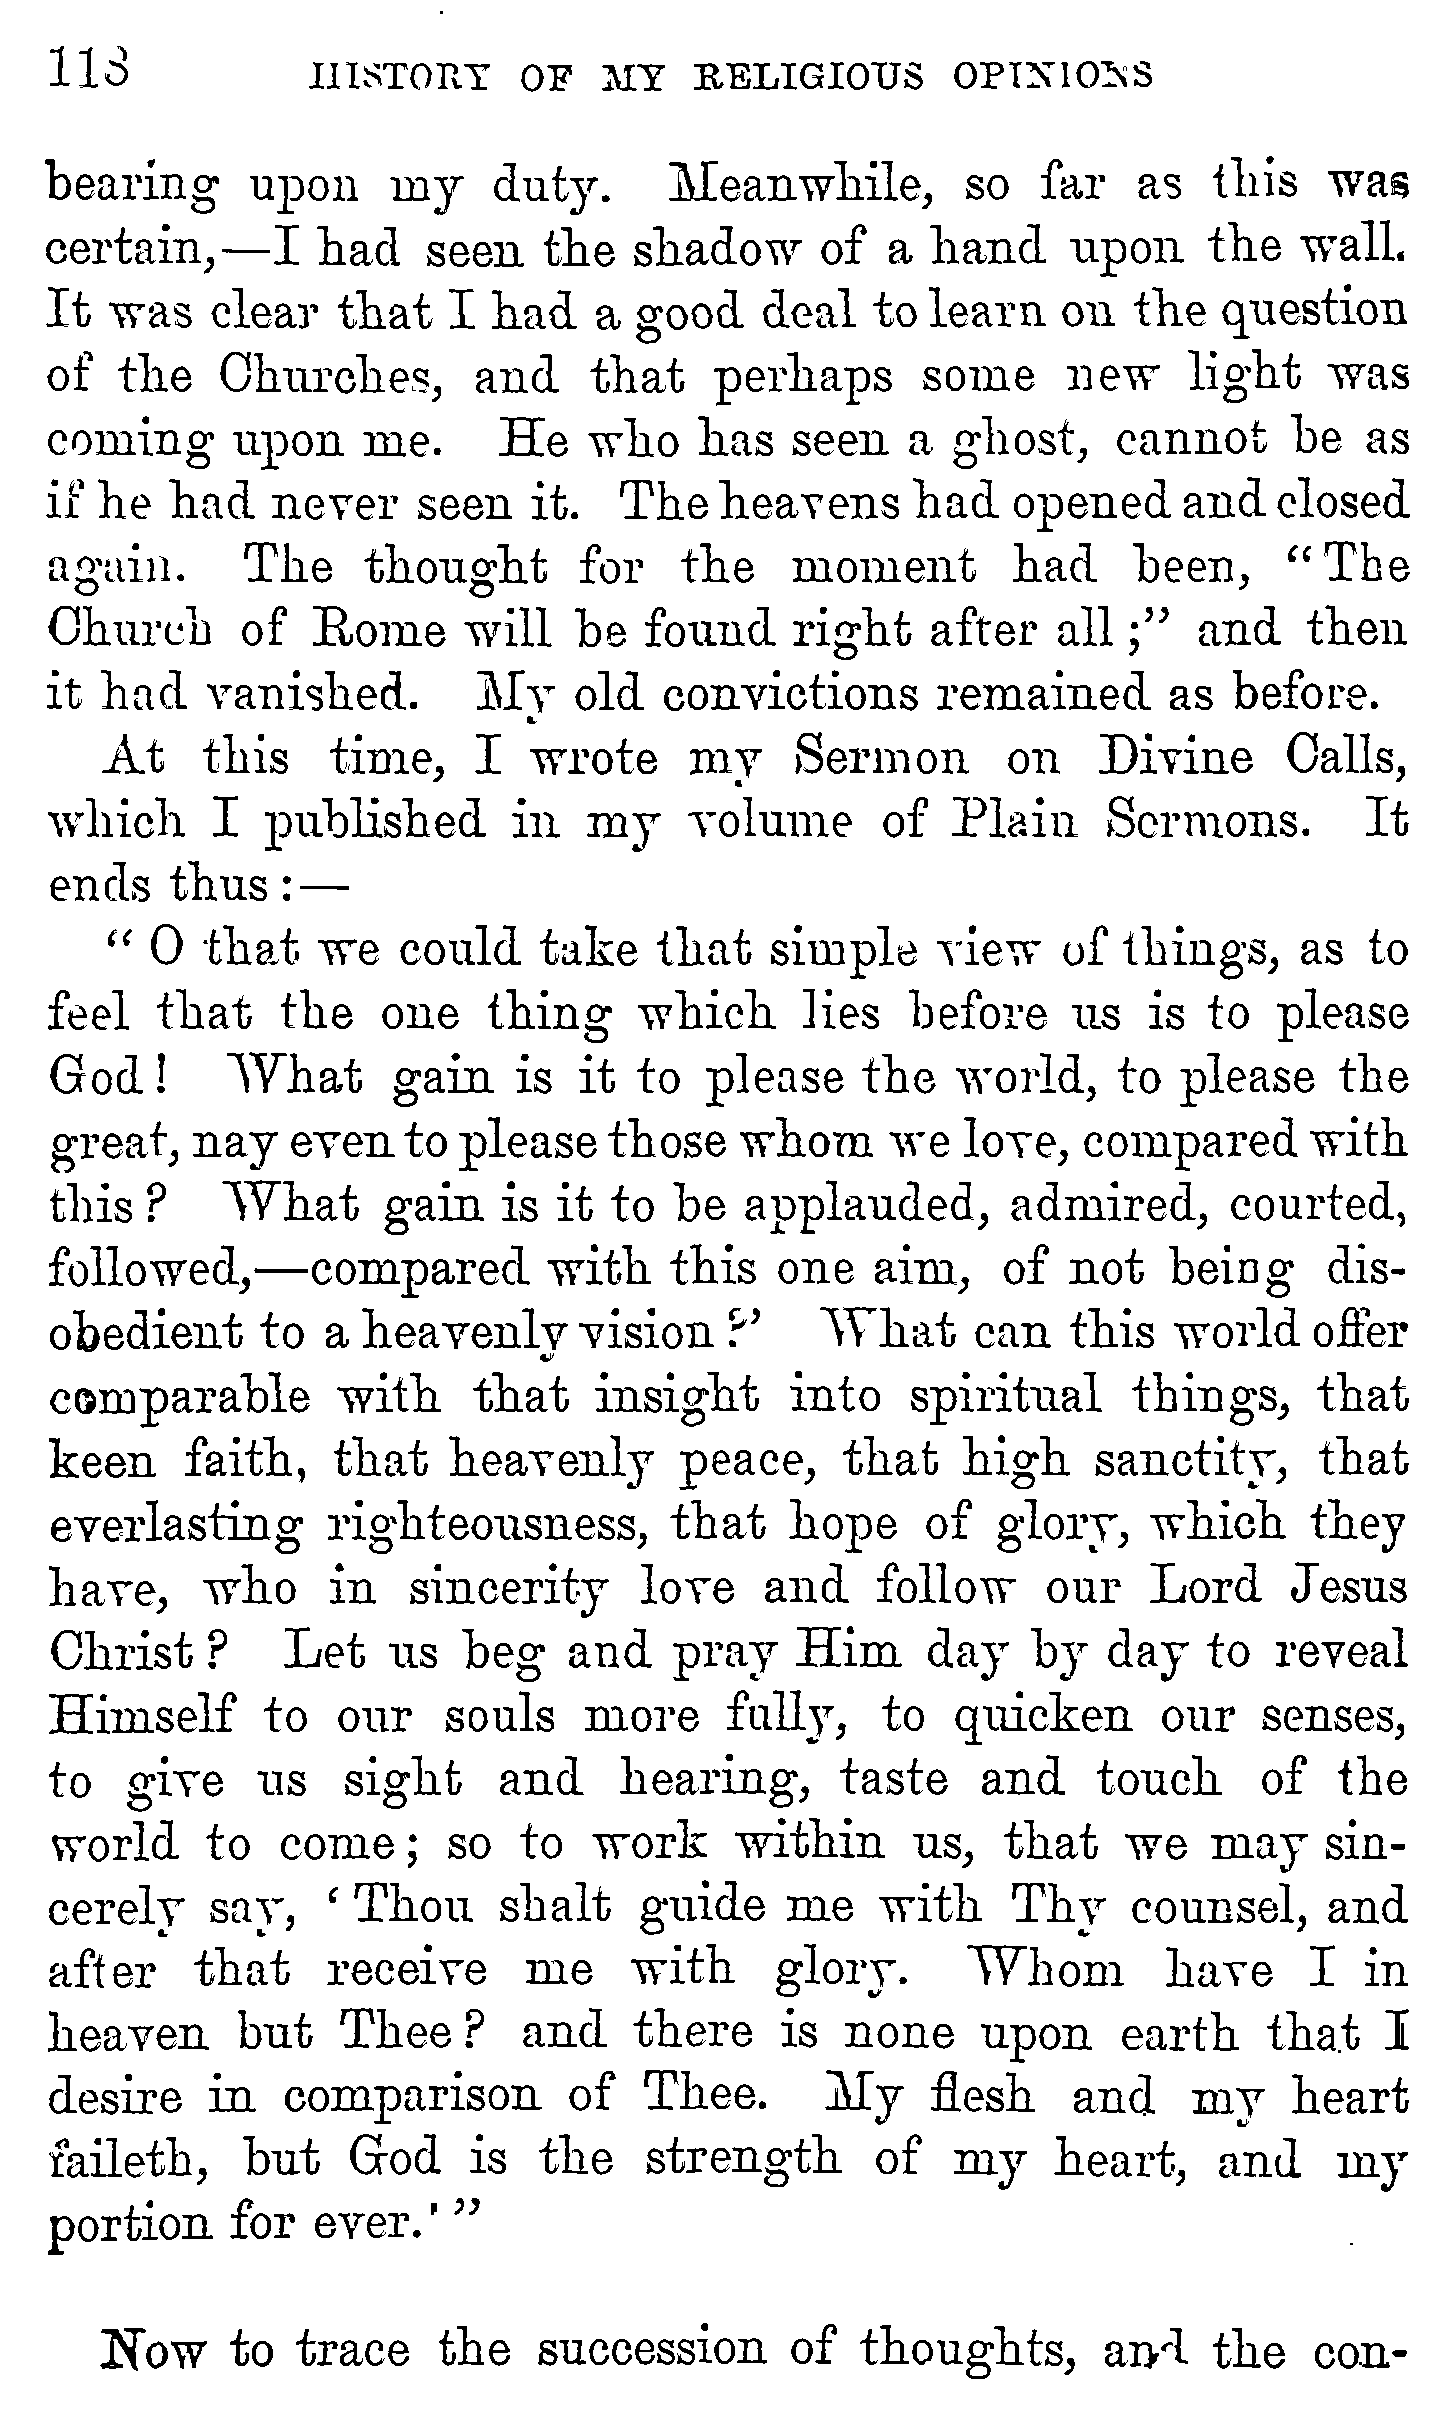 118 HISTORY OF MY RELIGIOUS OPINIONS
bearing upon my duty. Meanwhile, so far as this was
certain,—I had seen the shadow of a hand upon the wall.
It was clear that I had a good deal to learn on the question
of the Churches, and that perhaps some new light was
coming upon me. He who has seen a ghost, cannot be as
if he had never seen it. The heavens had opened and closed
again. The thought for the moment had been, “The
Church of Rome will be found right after all;” and then
it had vanished. My old convictions remained as before.
At this time, I wrote my Sermon on Divine Calls,
which I published in my volume of Plain Sermons. It
ends thus:—
“O that we could take that simple view of things, as to
feel that the one thing which lies before us is to please
God! What gain is it to please the world, to please the
great, nay even to please those whom we love, compared with
this? What gain is it to be applauded, admired, courted,
followed,—compared with this one aim, of not being dis-
obedient to a heavenly vision?’ What can this world offer
comparable with that insight into spiritual things, that
keen faith, that heavenly peace, that high sanctity, that
everlasting righteousness, that hope of glory, which they
have, who in sincerity love and follow our Lord Jesus
Christ? Let us beg and pray Him day by day to reveal
Himself to our souls more fully, to quicken our senses,
to give us sight and hearing, taste and touch of the
world to come; so to work within us, that we may sin-
cerely say, ‘Thou shalt guide me with Thy counsel, and
after that receive me with glory. Whom have I in
heaven but Thee? and there is none upon earth that I
desire in comparison of Thee. My flesh and my heart
faileth, but God is the strength of my heart, and my
portion for ever.’”
Now to trace the succession of thoughts, and the con-